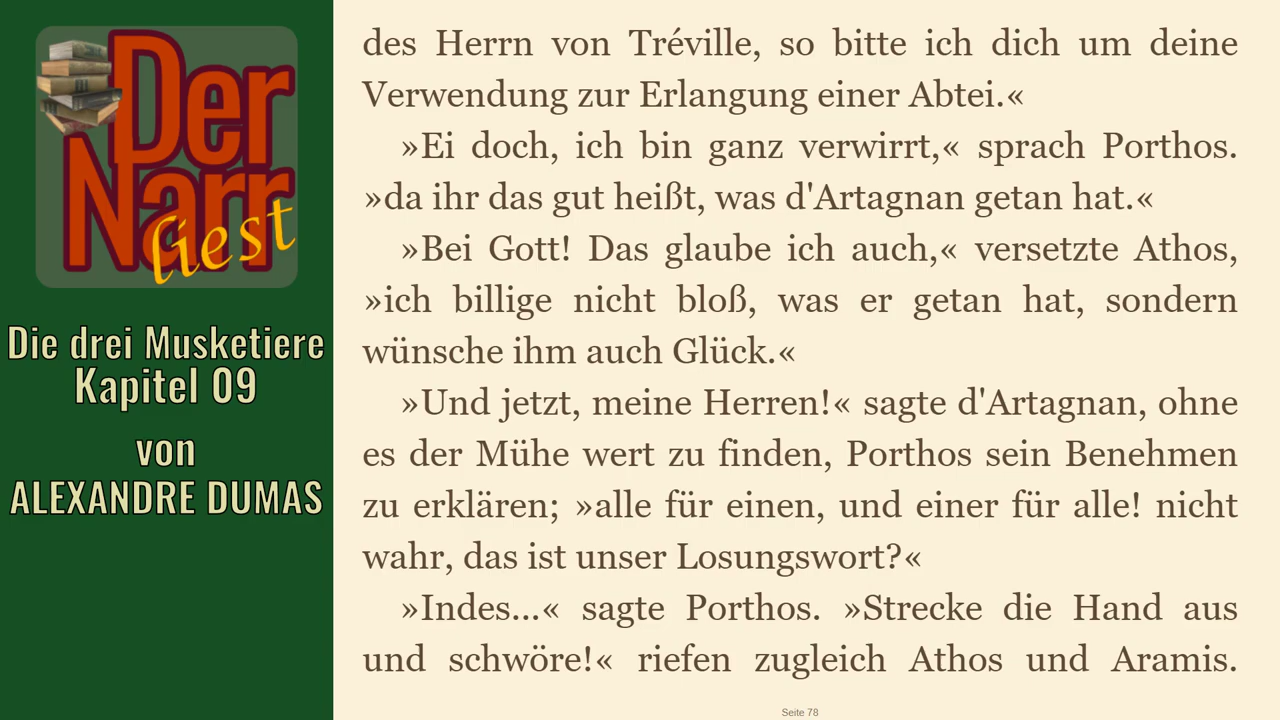 Der
Narr
liest
Die drei Musketiere
Kapitel 09
von
ALEXANDRE DUMAS
des Herrn von Tréville, so bitte ich dich um deine
Verwendung zur Erlangung einer Abtei.«
»Ei doch, ich bin ganz verwirrt,« sprach Porthos.
»da ihr das gut heißt, was d'Artagnan getan hat.«
»Bei Gott! Das glaube ich auch,« versetzte Athos,
»ich billige nicht bloß, was er getan hat, sondern
wünsche ihm auch Glück.«
»Und jetzt, meine Herren!« sagte d'Artagnan, ohne
es der Mühe wert zu finden, Porthos sein Benehmen
zu erklären; »alle für einen, und einer für alle! nicht
wahr, das ist unser Losungswort?«
»Indes...« sagte Porthos. »Strecke die Hand aus
und schwöre!« riefen zugleich Athos und Aramis.
Seite 78